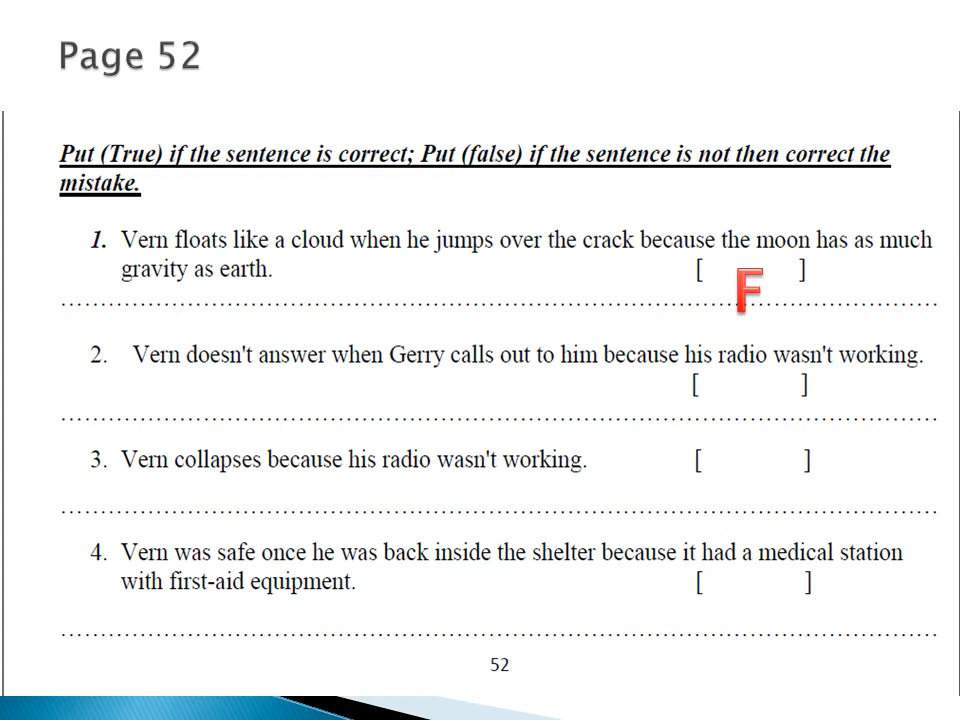 Page 52
Put (True) if the sentence is correct; Put (false) if the sentence is not then correct the
mistake.
1. Vern floats like a cloud when he jumps over the crack because the moon has as much
gravity as earth. [ F ]
2. Vern doesn't answer when Gerry calls out to him because his radio wasn't working.
[ ]
3. Vern collapses because his radio wasn't working. [ ]
4. Vern was safe once he was back inside the shelter because it had a medical station
with first-aid equipment. [ ]
52